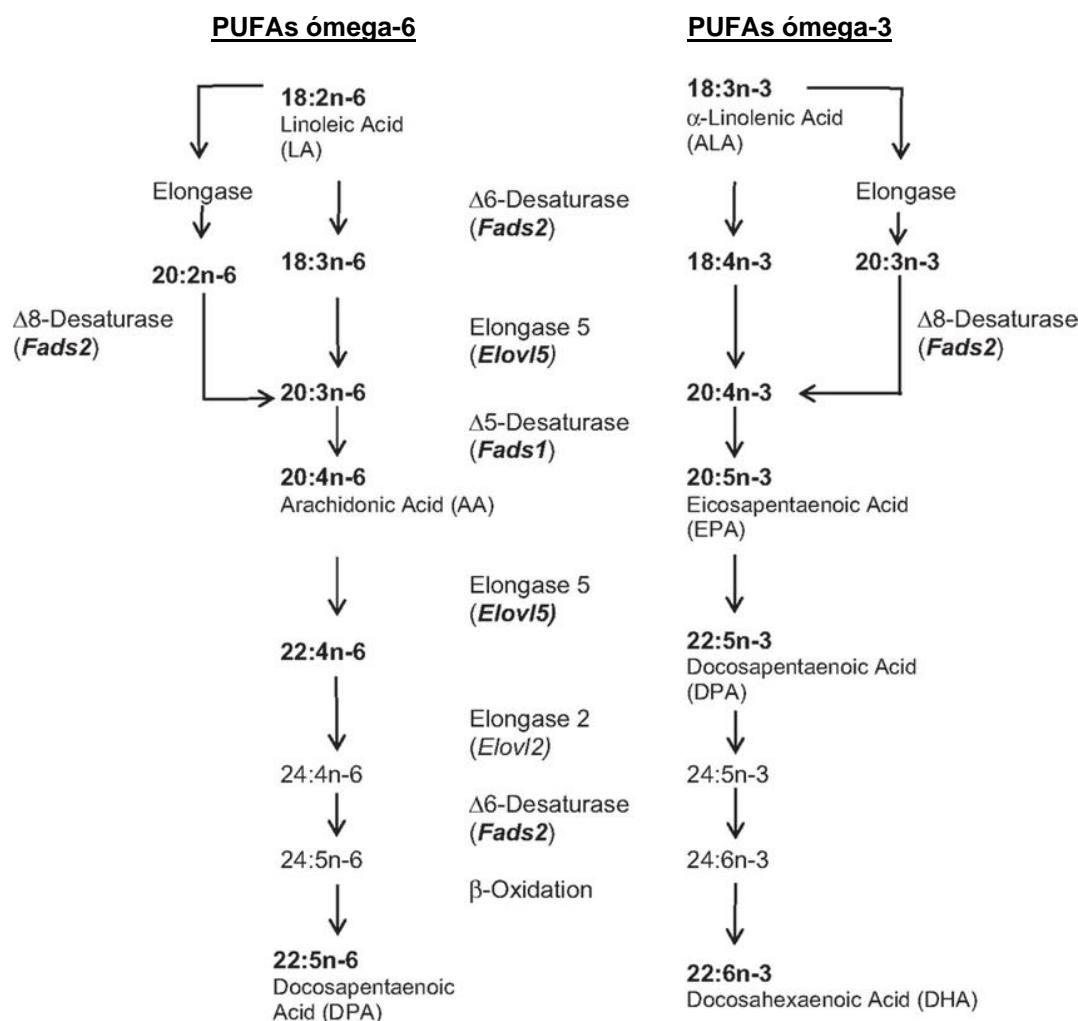 PUFAs ómega-6
PUFAs ómega-3
18:2n-6
Linoleic Acid
(LA)
18:3n-3
α-Linolenic Acid
(ALA)
Elongase
Δ6-Desaturase
(Fads2)
Elongase
20:2n-6
18:3n-6
18:4n-3
20:3n-3
Δ8-Desaturase
(Fads2)
Elongase 5
(Elovl5)
Δ8-Desaturase
(Fads2)
20:3n-6
20:4n-3
Δ5-Desaturase
(Fads1)
20:4n-6
Arachidonic Acid (AA)
20:5n-3
Eicosapentaenoic Acid
(EPA)
Elongase 5
(Elovl5)
22:4n-6
22:5n-3
Docosapentaenoic Acid
(DPA)
Elongase 2
(Elovl2)
24:4n-6
24:5n-3
Δ6-Desaturase
(Fads2)
24:5n-6
24:6n-3
β-Oxidation
22:5n-6
Docosapentaenoic
Acid (DPA)
22:6n-3
Docosahexaenoic Acid (DHA)